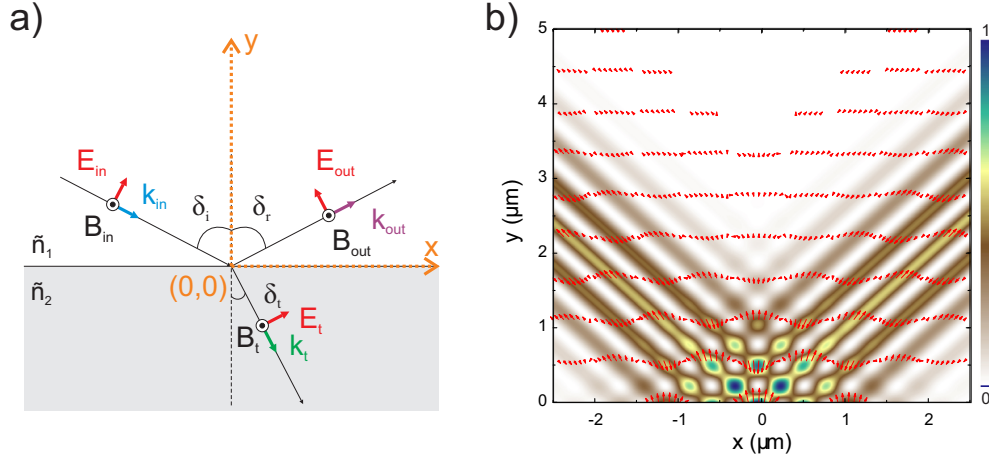 a)
y
E_in
k_in
B_in
δ_i
δ_r
E_out
k_out
B_out
ñ_1
x
(0,0)
ñ_2
δ_t
E_t
B_t
k_t
b)
5
4
3
2
1
0
y (µm)
-2
-1
0
1
2
x (µm)
1
0